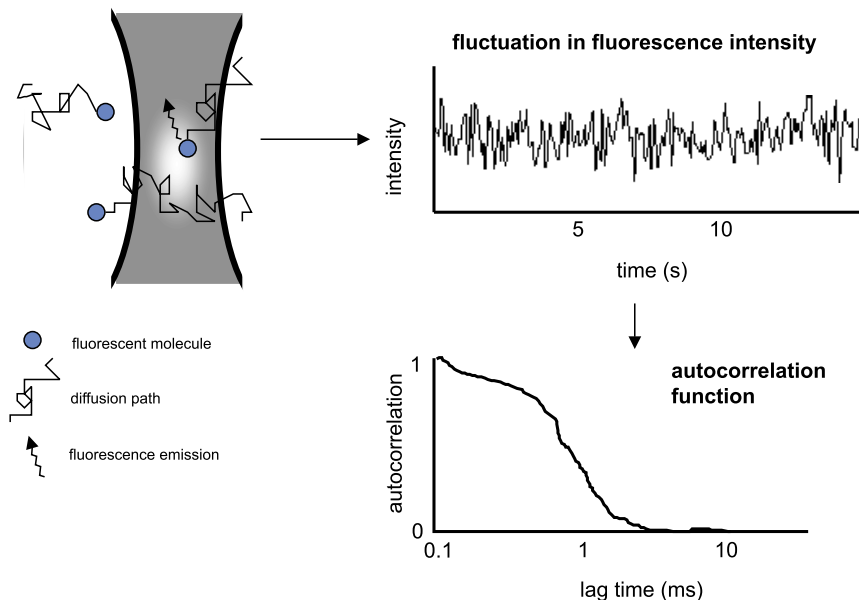 fluctuation in fluorescence intensity
intensity
5
10
time (s)
fluorescent molecule
diffusion path
fluorescence emission
autocorrelation
function
autocorrelation
1
0
0.1
1
10
lag time (ms)